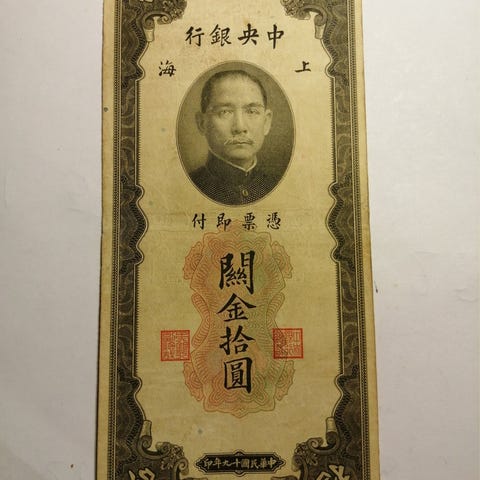 中央銀行
上海
憑票即付
關金拾圓
中華民國十九年印